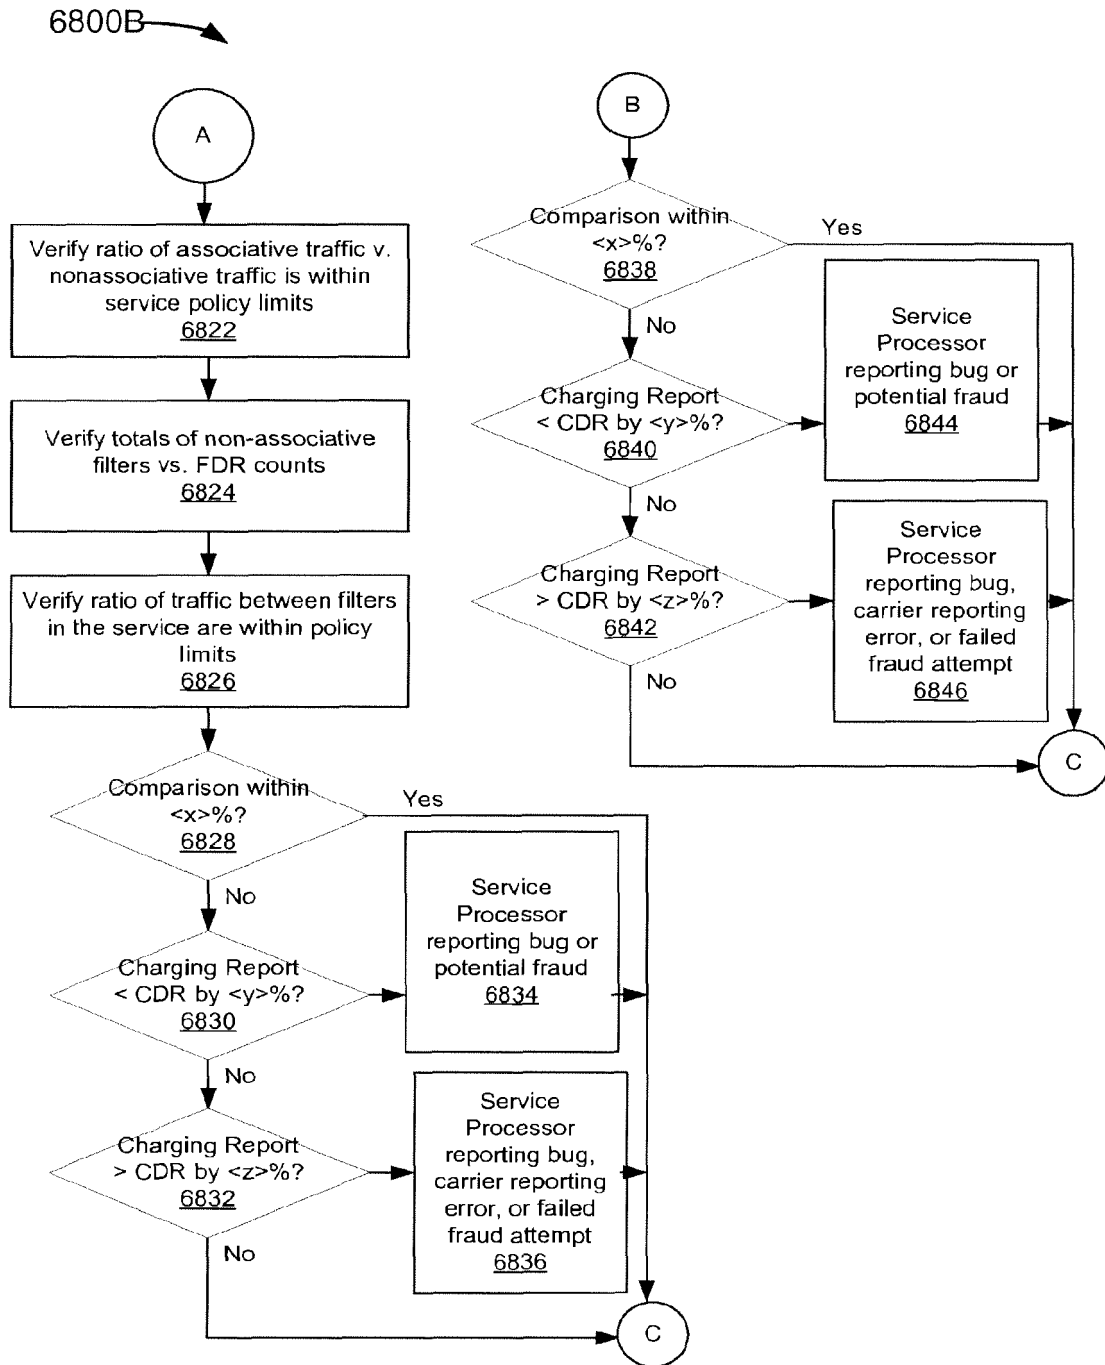 6800B
A
Verify ratio of associative traffic v.
nonassociative traffic is within
service policy limits
6822
Verify totals of non-associative
filters vs. FDR counts
6824
Verify ratio of traffic between filters
in the service are within policy
limits
6826
Comparison within
<x>%?
6828
Yes
No
Charging Report
< CDR by <y>%?
6830
No
Charging Report
> CDR by <z>%?
6832
No
Service
Processor
reporting bug or
potential fraud
6834
Service
Processor
reporting bug,
carrier reporting
error, or failed
fraud attempt
6836
C
B
Comparison within
<x>%?
6838
Yes
No
Charging Report
< CDR by <y>%?
6840
No
Charging Report
> CDR by <z>%?
6842
No
Service
Processor
reporting bug or
potential fraud
6844
Service
Processor
reporting bug,
carrier reporting
error, or failed
fraud attempt
6846
C